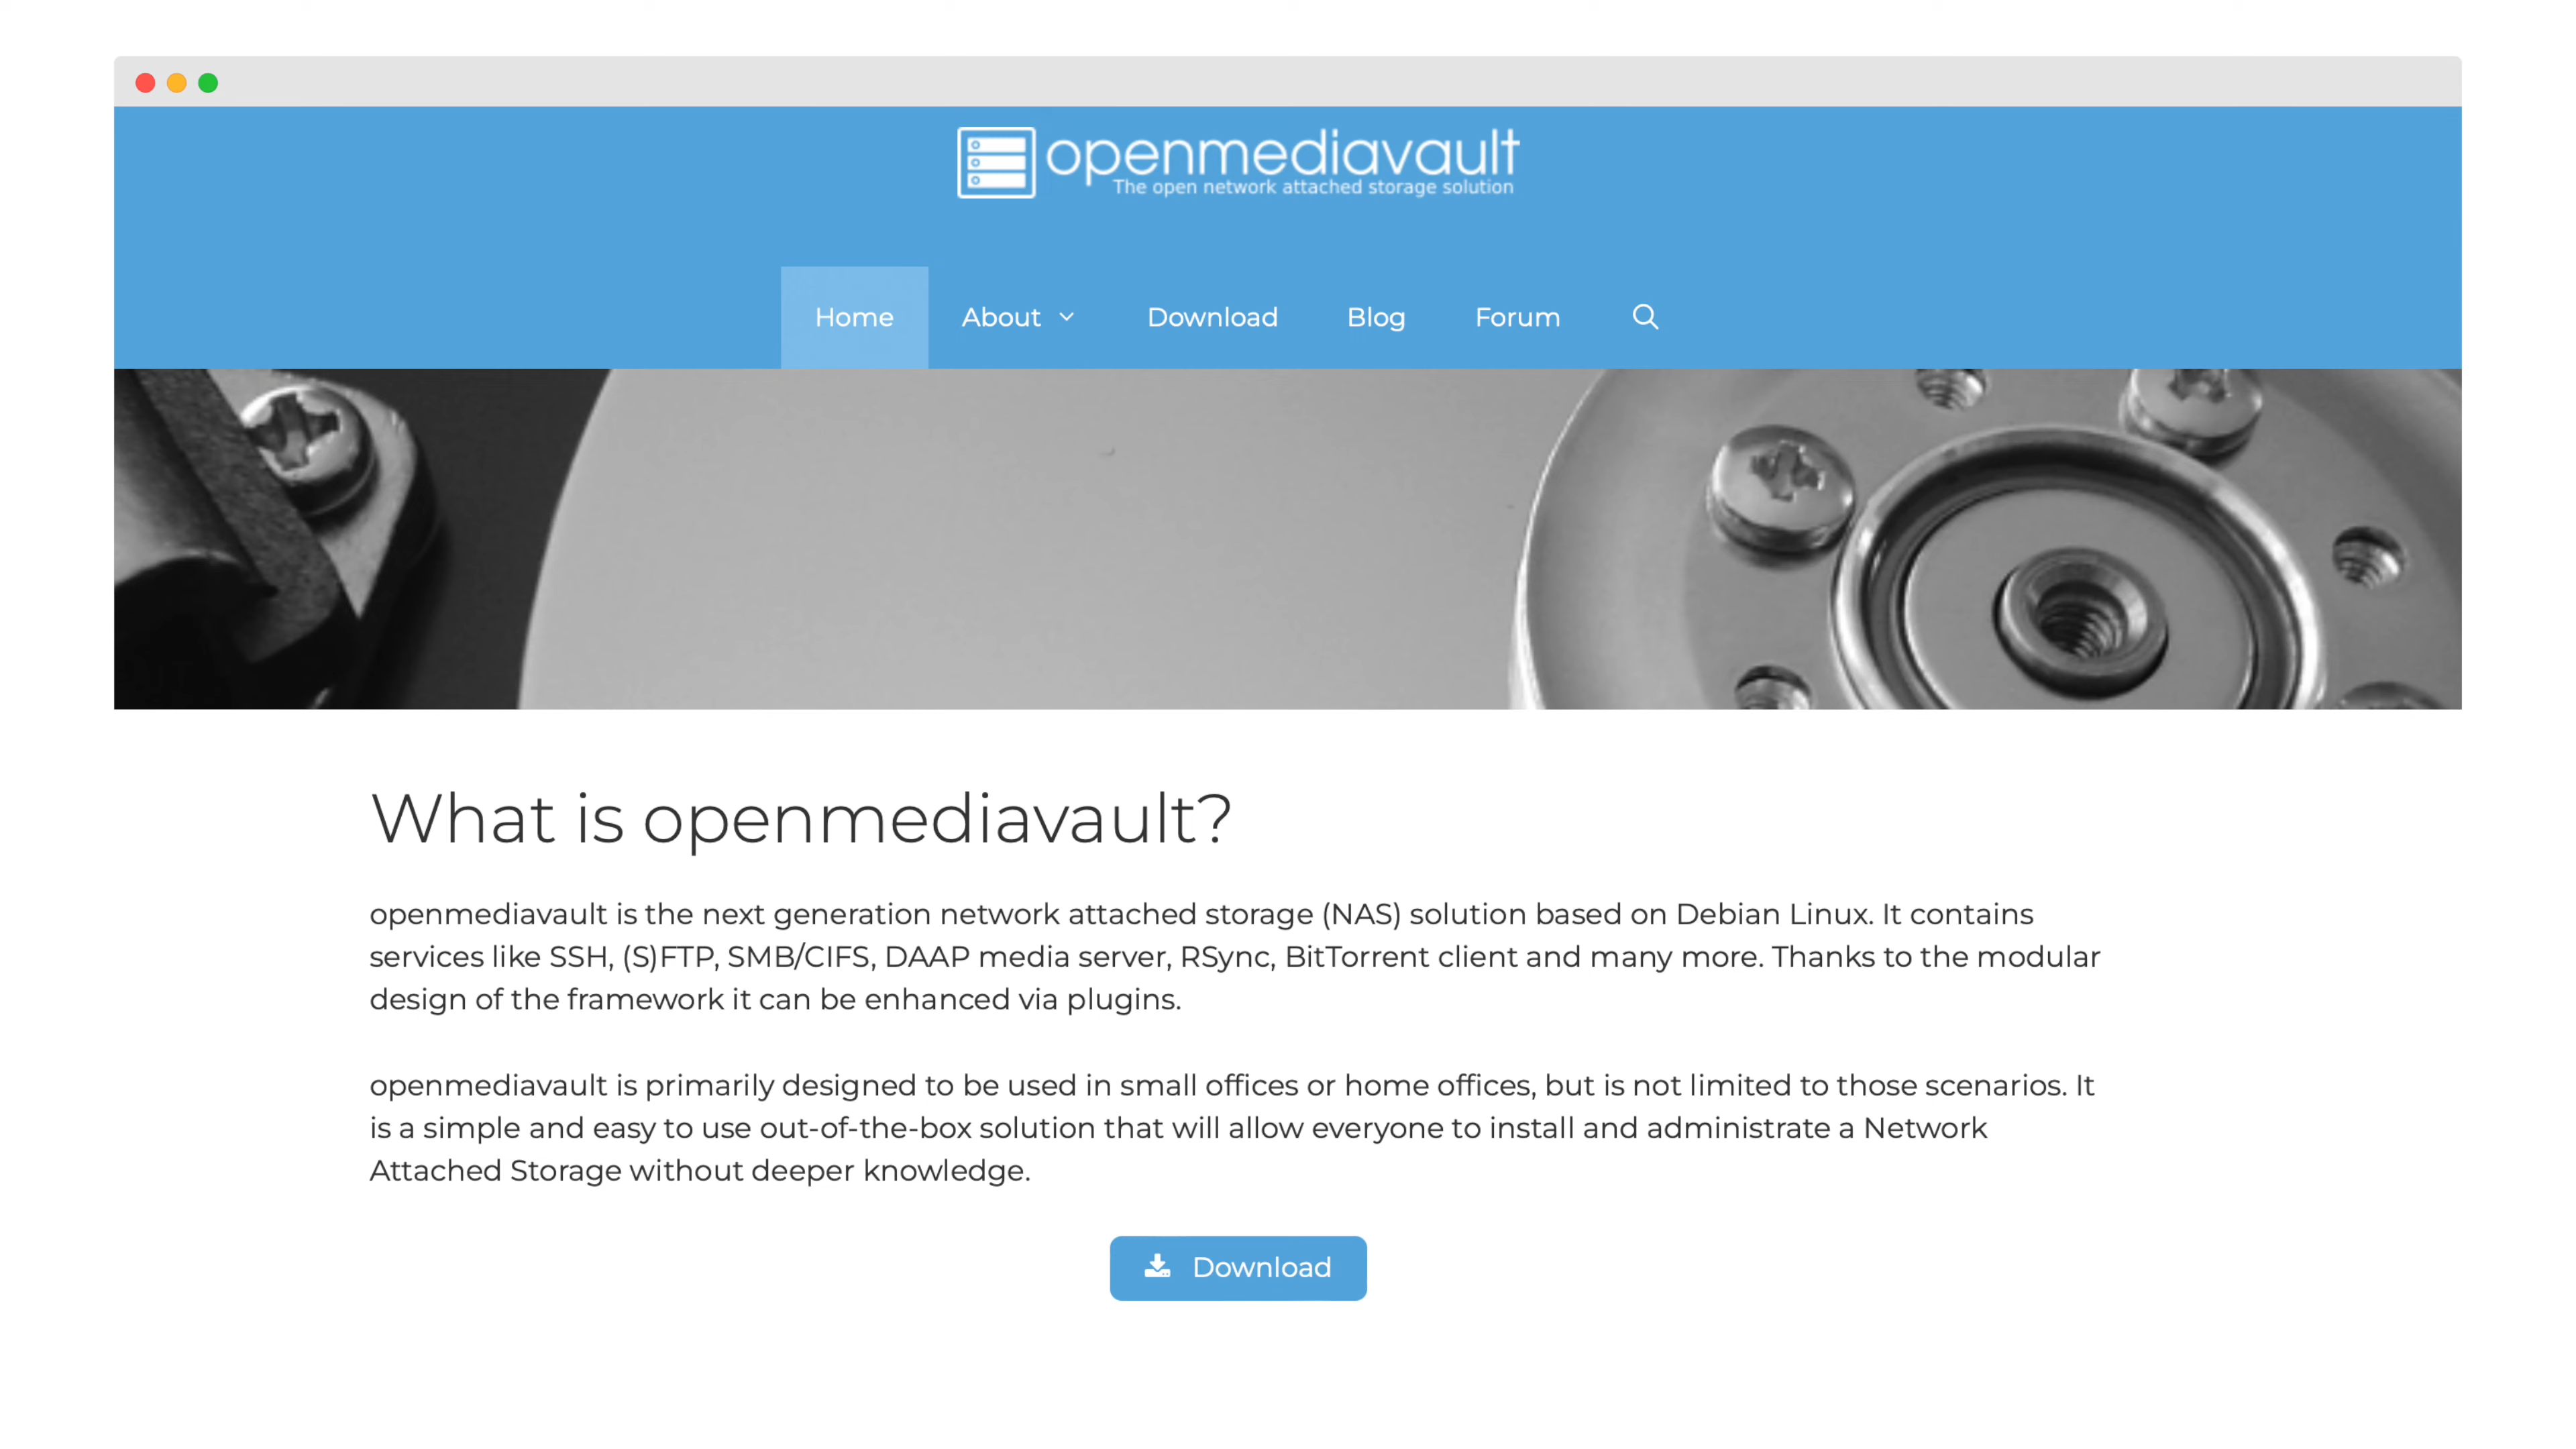 openmediavault
The open network attached storage solution
Home About Download Blog Forum
What is openmediavault?
openmediavault is the next generation network attached storage (NAS) solution based on Debian Linux. It contains
services like SSH, (S)FTP, SMB/CIFS, DAAP media server, RSync, BitTorrent client and many more. Thanks to the modular
design of the framework it can be enhanced via plugins.
openmediavault is primarily designed to be used in small offices or home offices, but is not limited to those scenarios. It
is a simple and easy to use out-of-the-box solution that will allow everyone to install and administrate a Network
Attached Storage without deeper knowledge.
Download